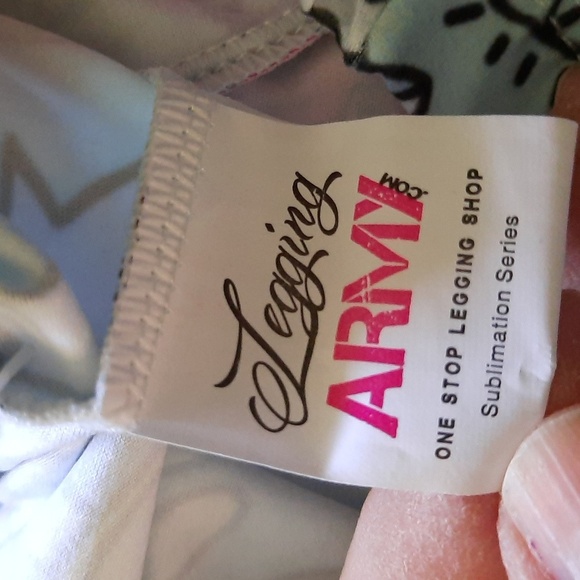 Legging
ARMY.COM
ONE STOP LEGGING SHOP
Sublimation Series